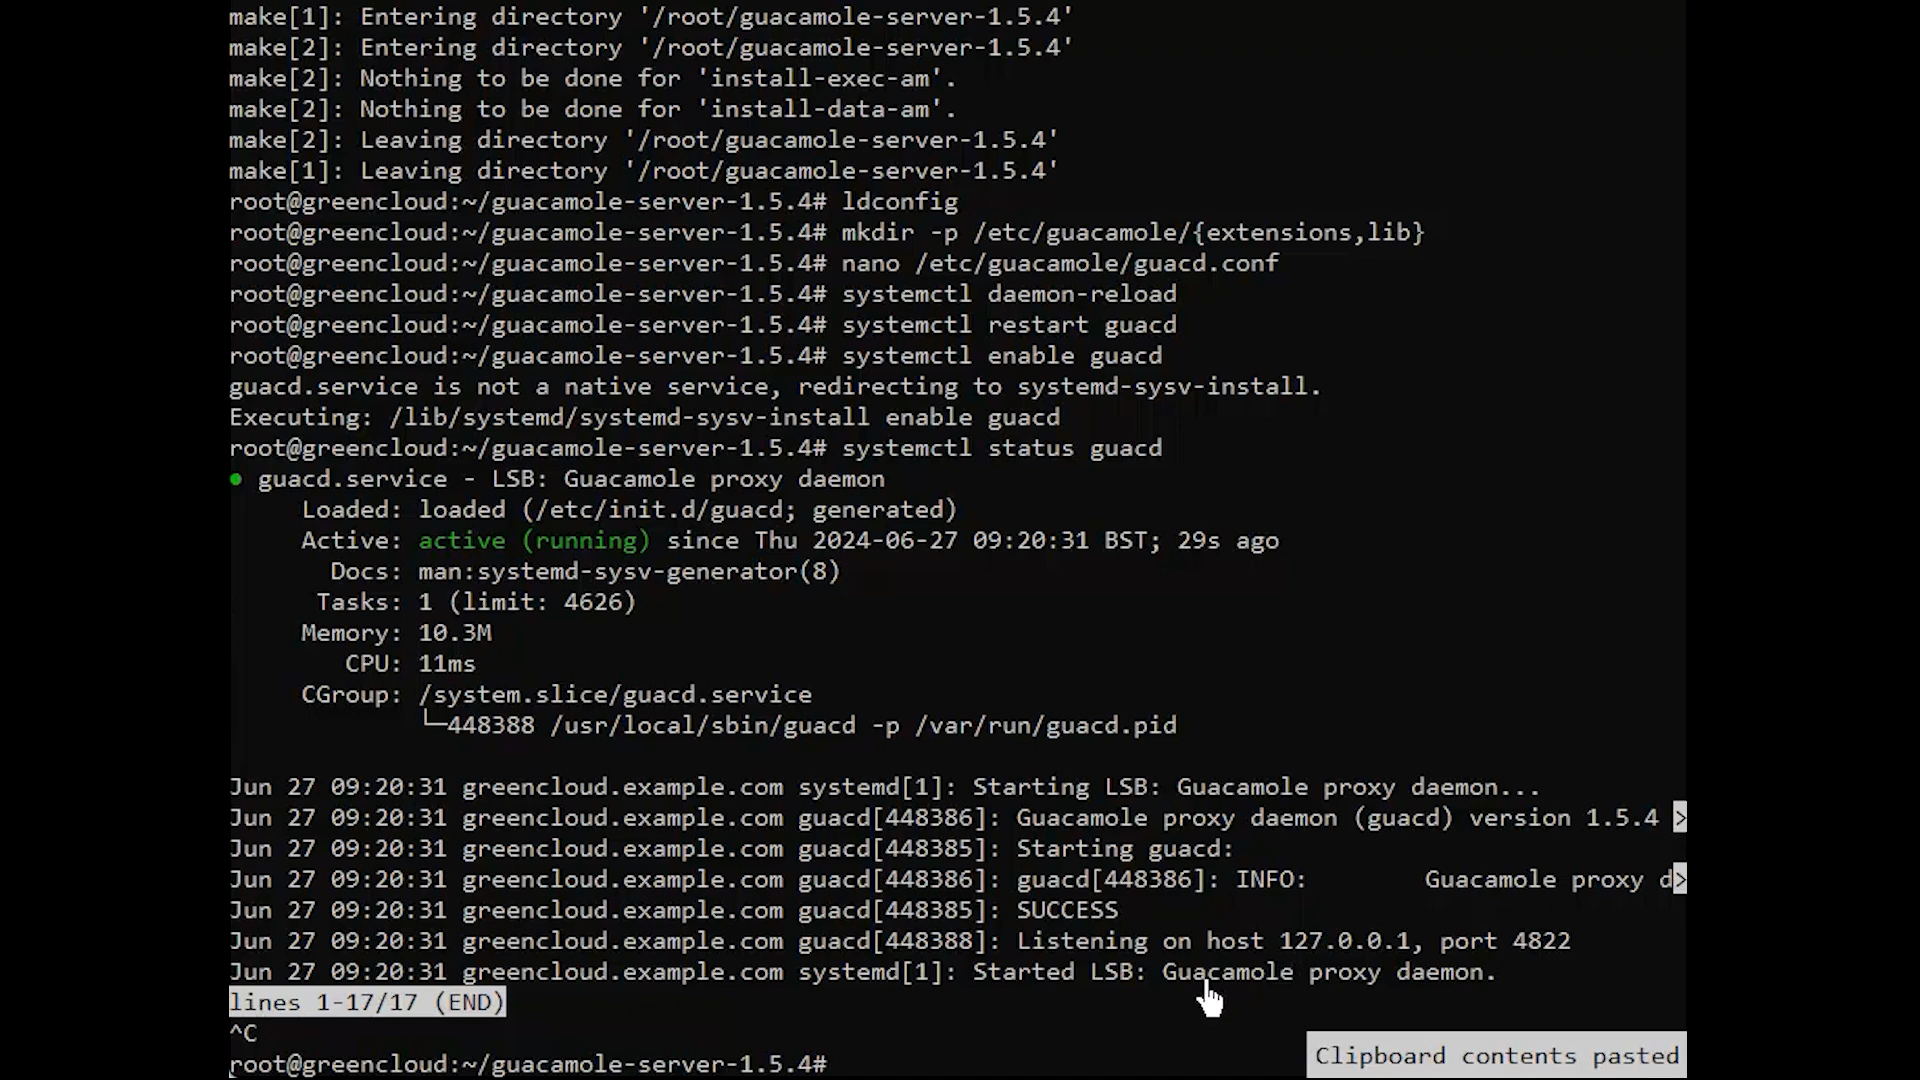 make[1]: Entering directory '/root/guacamole-server-1.5.4'
make[2]: Entering directory '/root/guacamole-server-1.5.4'
make[2]: Nothing to be done for 'install-exec-am'.
make[2]: Nothing to be done for 'install-data-am'.
make[2]: Leaving directory '/root/guacamole-server-1.5.4'
make[1]: Leaving directory '/root/guacamole-server-1.5.4'
root@greencloud:~/guacamole-server-1.5.4# ldconfig
root@greencloud:~/guacamole-server-1.5.4# mkdir -p /etc/guacamole/{extensions,lib}
root@greencloud:~/guacamole-server-1.5.4# nano /etc/guacamole/guacd.conf
root@greencloud:~/guacamole-server-1.5.4# systemctl daemon-reload
root@greencloud:~/guacamole-server-1.5.4# systemctl restart guacd
root@greencloud:~/guacamole-server-1.5.4# systemctl enable guacd
guacd.service is not a native service, redirecting to systemd-sysv-install.
Executing: /lib/systemd/systemd-sysv-install enable guacd
root@greencloud:~/guacamole-server-1.5.4# systemctl status guacd
● guacd.service - LSB: Guacamole proxy daemon
     Loaded: loaded (/etc/init.d/guacd; generated)
     Active: active (running) since Thu 2024-06-27 09:20:31 BST; 29s ago
       Docs: man:systemd-sysv-generator(8)
      Tasks: 1 (limit: 4626)
     Memory: 10.3M
        CPU: 11ms
     CGroup: /system.slice/guacd.service
             └─448388 /usr/local/sbin/guacd -p /var/run/guacd.pid
Jun 27 09:20:31 greencloud.example.com systemd[1]: Starting LSB: Guacamole proxy daemon...
Jun 27 09:20:31 greencloud.example.com guacd[448386]: Guacamole proxy daemon (guacd) version 1.5.4 >
Jun 27 09:20:31 greencloud.example.com guacd[448385]: Starting guacd:
Jun 27 09:20:31 greencloud.example.com guacd[448386]: guacd[448386]: INFO:        Guacamole proxy d>
Jun 27 09:20:31 greencloud.example.com guacd[448385]: SUCCESS
Jun 27 09:20:31 greencloud.example.com guacd[448388]: Listening on host 127.0.0.1, port 4822
Jun 27 09:20:31 greencloud.example.com systemd[1]: Started LSB: Guacamole proxy daemon.
lines 1-17/17 (END)
^C
root@greencloud:~/guacamole-server-1.5.4#
Clipboard contents pasted